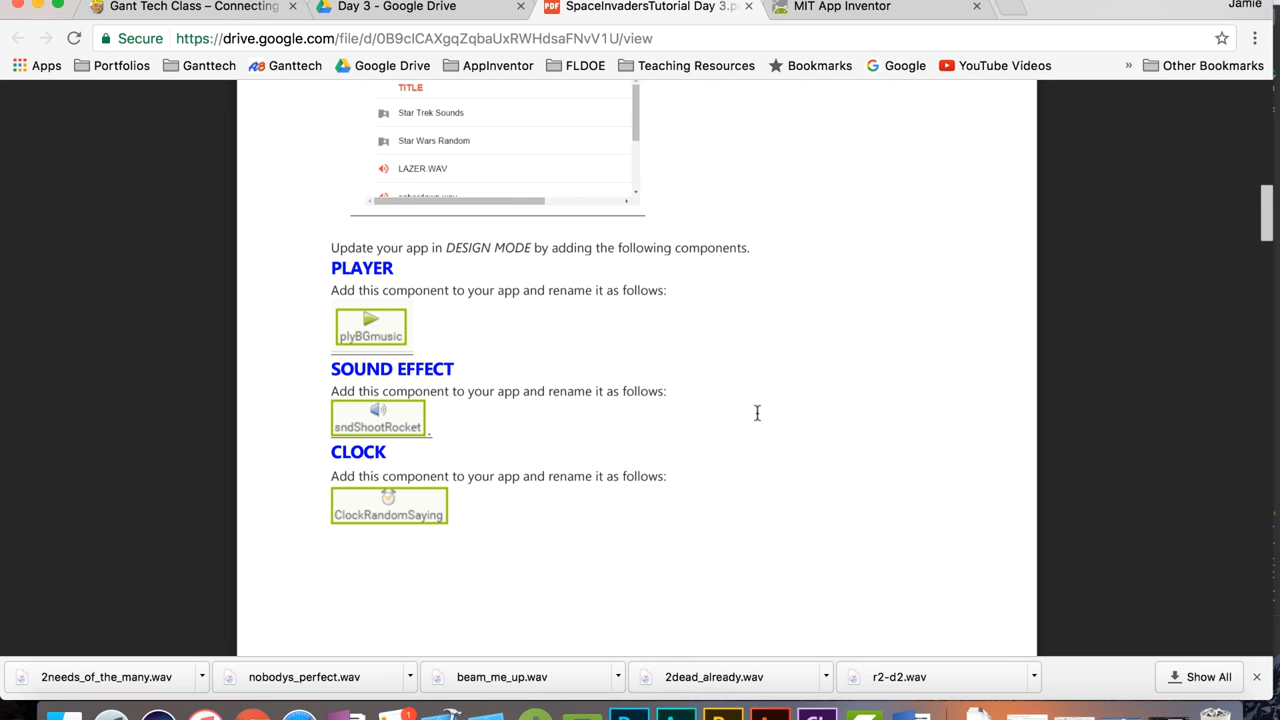 Gant Tech Class – Connecting
Day 3 - Google Drive
SpaceInvadersTutorial Day 3.p
MIT App Inventor
Jamie
Secure
https://drive.google.com/file/d/0B9cICAXgqZqbaUxRWHdsaFNvV1U/view
Apps
Portfolios
Ganttech
Ganttech
Google Drive
AppInventor
FLDOE
Teaching Resources
Bookmarks
Google
YouTube Videos
»
Other Bookmarks
TITLE
Star Trek Sounds
Star Wars Random
LAZER WAV
Update your app in DESIGN MODE by adding the following components.
PLAYER
Add this component to your app and rename it as follows:
plyBGmusic
SOUND EFFECT
Add this component to your app and rename it as follows:
sndShootRocket
.
CLOCK
Add this component to your app and rename it as follows:
ClockRandomSaying
2needs_of_the_many.wav
nobodys_perfect.wav
beam_me_up.wav
2dead_already.wav
r2-d2.wav
Show All
1